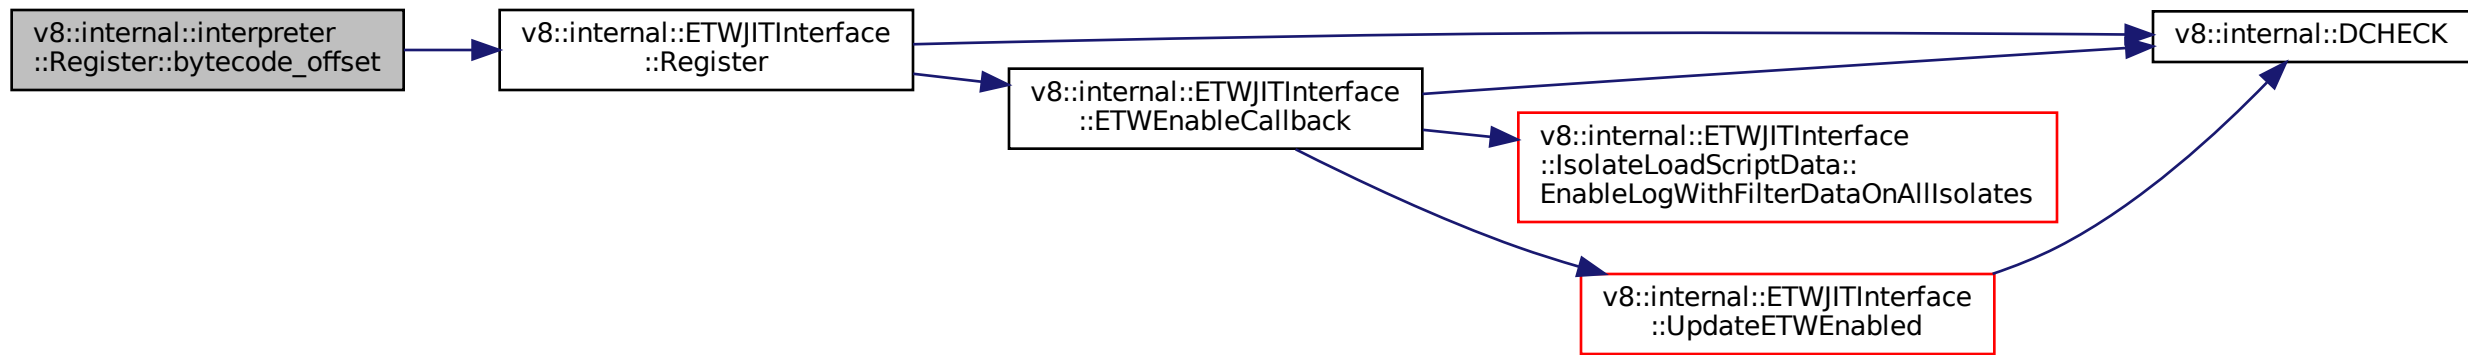 v8::internal::interpreter
::Register::bytecode_offset
v8::internal::ETWJITInterface
::Register
v8::internal::DCHECK
v8::internal::ETWJITInterface
::ETWEnableCallback
v8::internal::ETWJITInterface
::IsolateLoadScriptData::
EnableLogWithFilterDataOnAllIsolates
v8::internal::ETWJITInterface
::UpdateETWEnabled